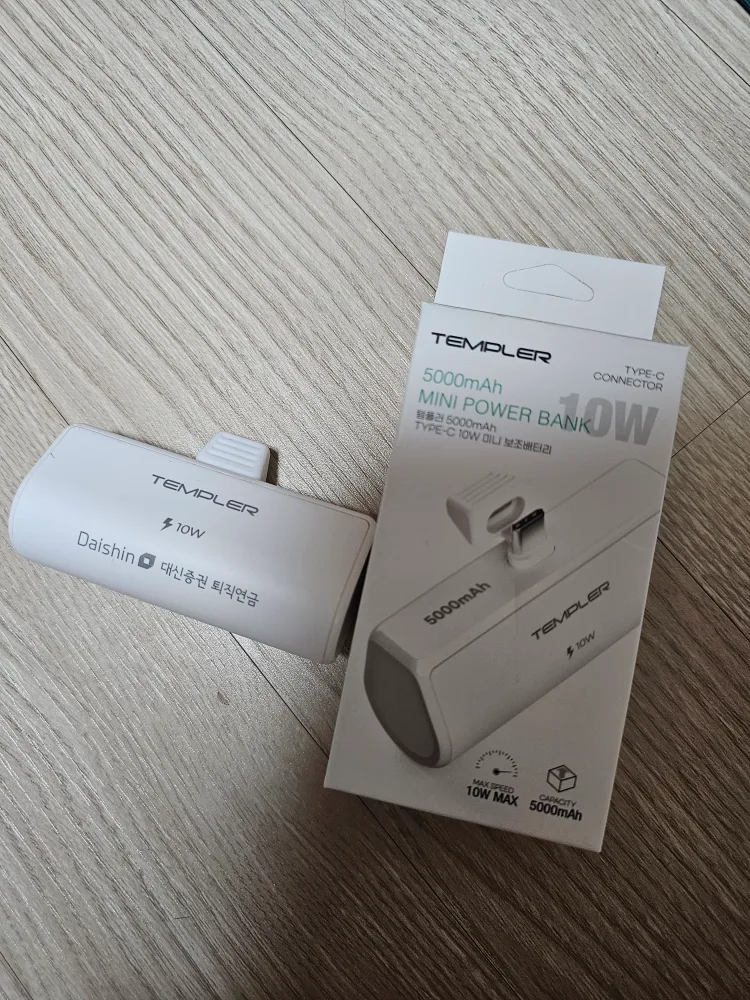 TEMPLER
10W
Daishin 대신증권 퇴직연금
TEMPLER
TYPE-C
CONNECTOR
5000mAh
MINI POWER BANK
10W
템플러 5000mAh
TYPE-C 10W 미니 보조배터리
5000mAh
TEMPLER
10W
MAX SPEED
10W MAX
CAPACITY
5000mAh